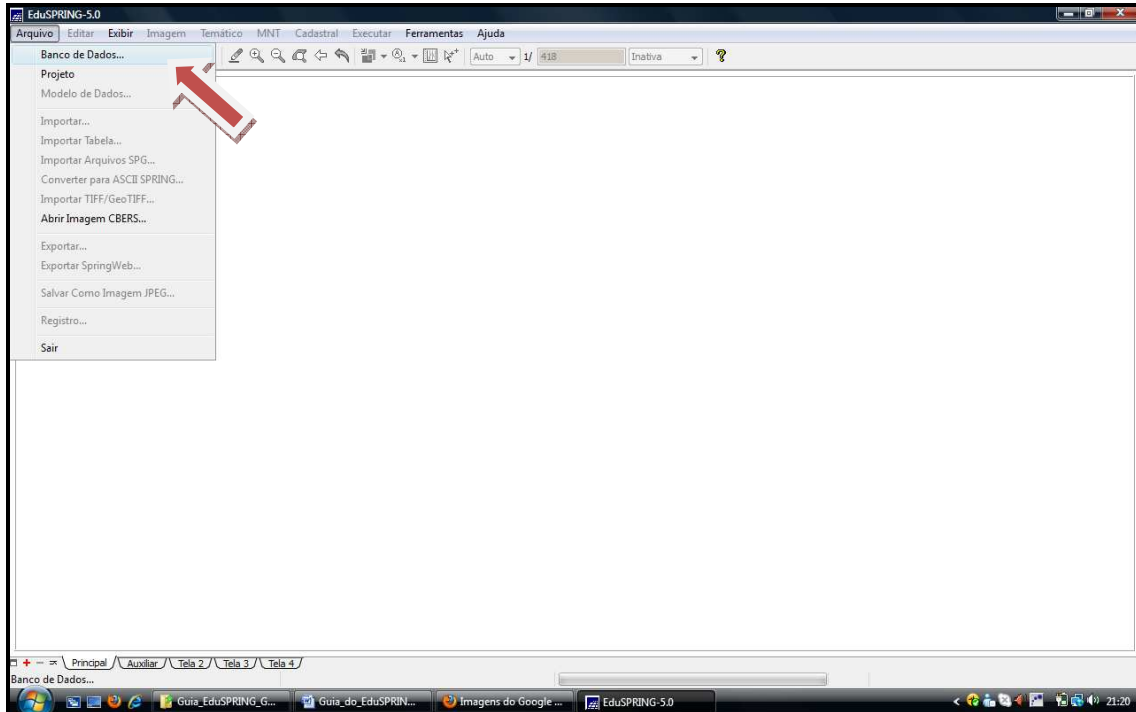 EduSPRING-5.0
Arquivo Editar Exibir Imagem Temático MNT Cadastral Executar Ferramentas Ajuda
Auto 1/ 418 Inativa
Banco de Dados...
Projeto
Modelo de Dados...
Importar...
Importar Tabela...
Importar Arquivos SPG...
Converter para ASCII SPRING...
Importar TIFF/GeoTIFF...
Abrir Imagem CBERS...
Exportar...
Exportar SpringWeb...
Salvar Como Imagem JPEG...
Registro...
Sair
Principal Auxiliar Tela 2 Tela 3 Tela 4
Banco de Dados...
Guia_EduSPRING_G... Guia_do_EduSPRIN... Imagens do Google ... EduSPRING-5.0 21:20